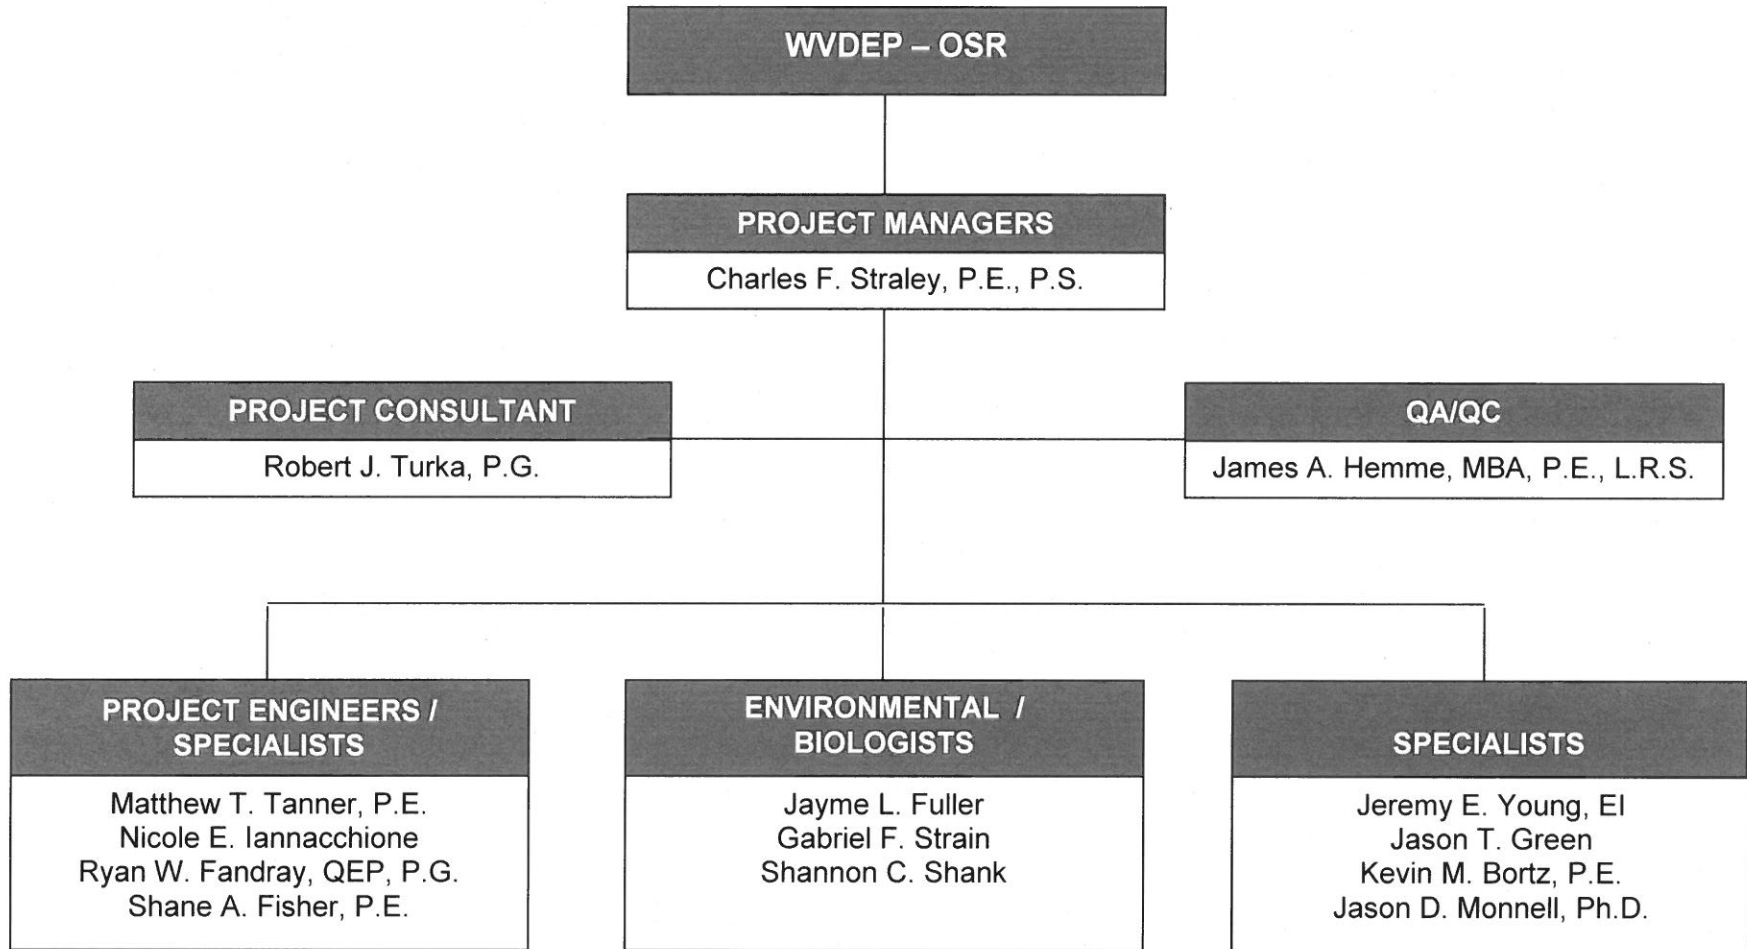 WVDEP – OSR
PROJECT MANAGERS
Charles F. Straley, P.E., P.S.
PROJECT CONSULTANT
Robert J. Turka, P.G.
QA/QC
James A. Hemme, MBA, P.E., L.R.S.
PROJECT ENGINEERS /
SPECIALISTS
Matthew T. Tanner, P.E.
Nicole E. Iannacchione
Ryan W. Fandray, QEP, P.G.
Shane A. Fisher, P.E.
ENVIRONMENTAL /
BIOLOGISTS
Jayme L. Fuller
Gabriel F. Strain
Shannon C. Shank
SPECIALISTS
Jeremy E. Young, EI
Jason T. Green
Kevin M. Bortz, P.E.
Jason D. Monnell, Ph.D.